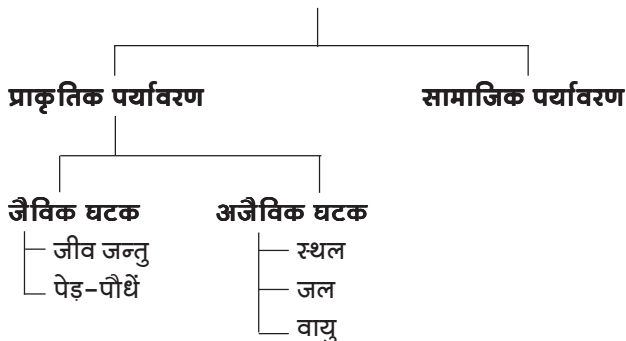 प्राकृतिक पर्यावरण सामाजिक पर्यावरण
जैविक घटक अजैविक घटक
जीव जन्तु स्थल
पेड़-पौधें जल
वायु